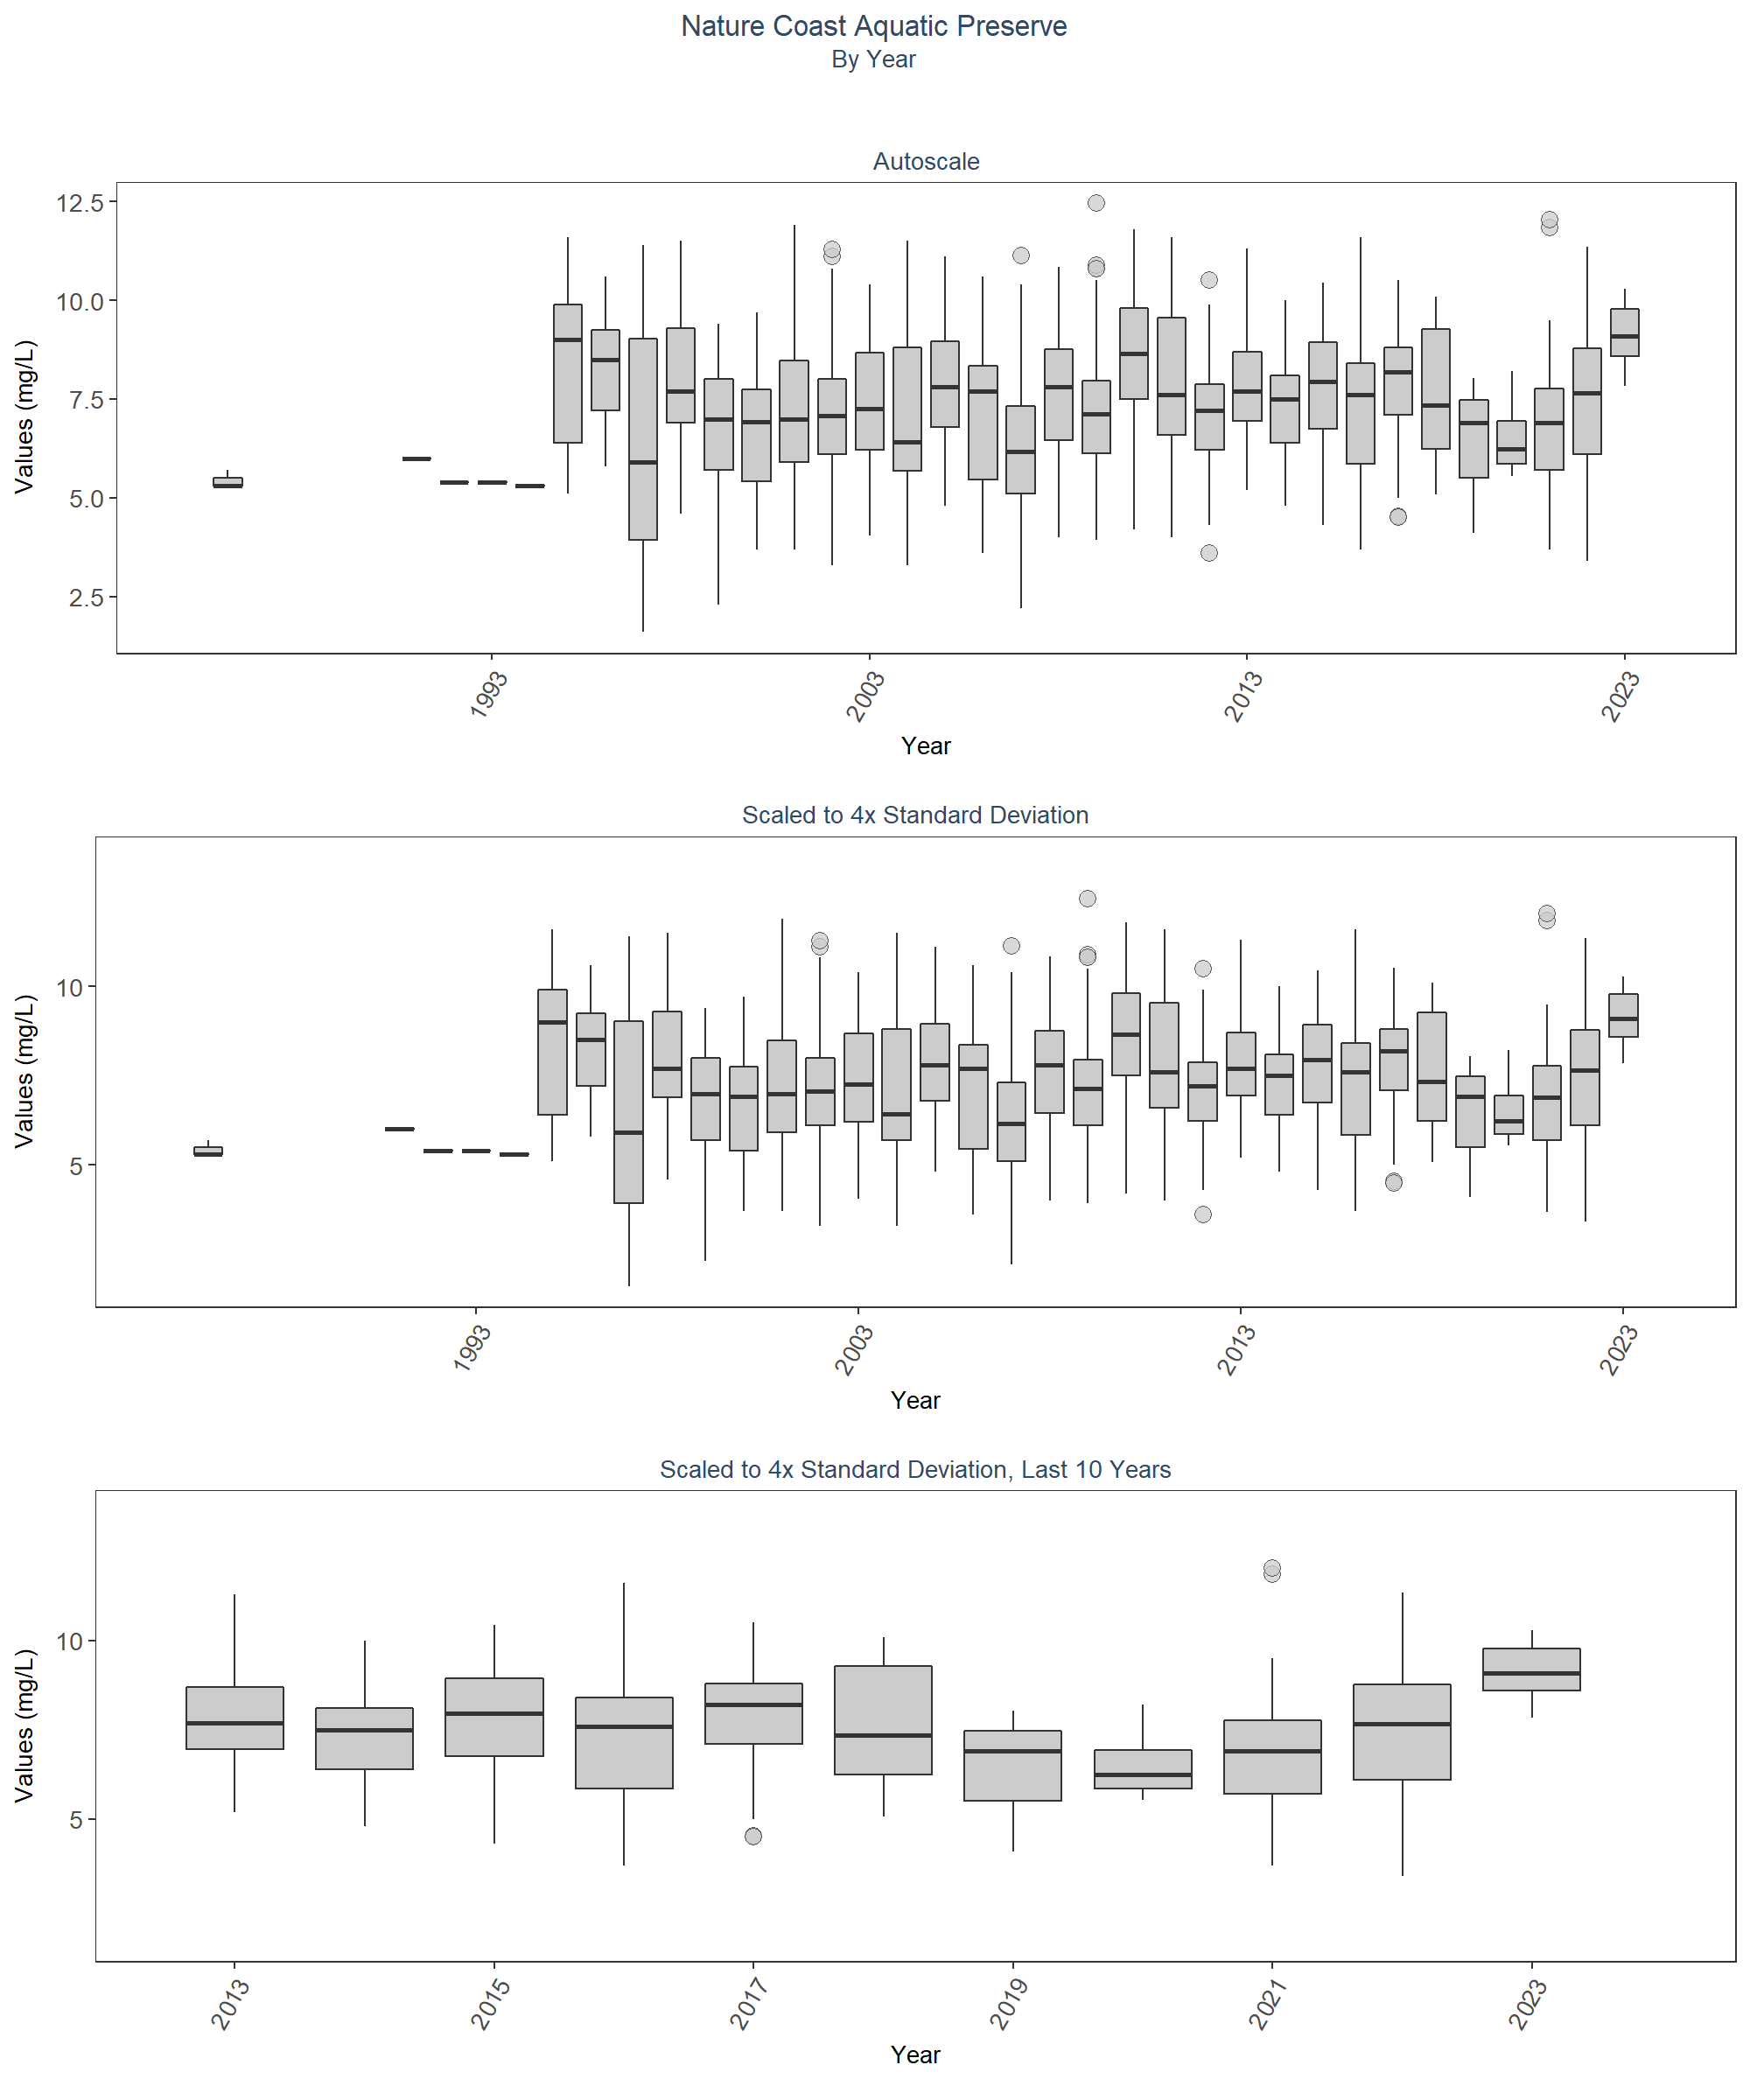 Nature Coast Aquatic Preserve
By Year
Autoscale
Values (mg/L)
12.5
10.0
7.5
5.0
2.5
1993
2003
2013
2023
Year
Scaled to 4x Standard Deviation
Values (mg/L)
10
5
1993
2003
2013
2023
Year
Scaled to 4x Standard Deviation, Last 10 Years
Values (mg/L)
10
5
2013
2015
2017
2019
2021
2023
Year